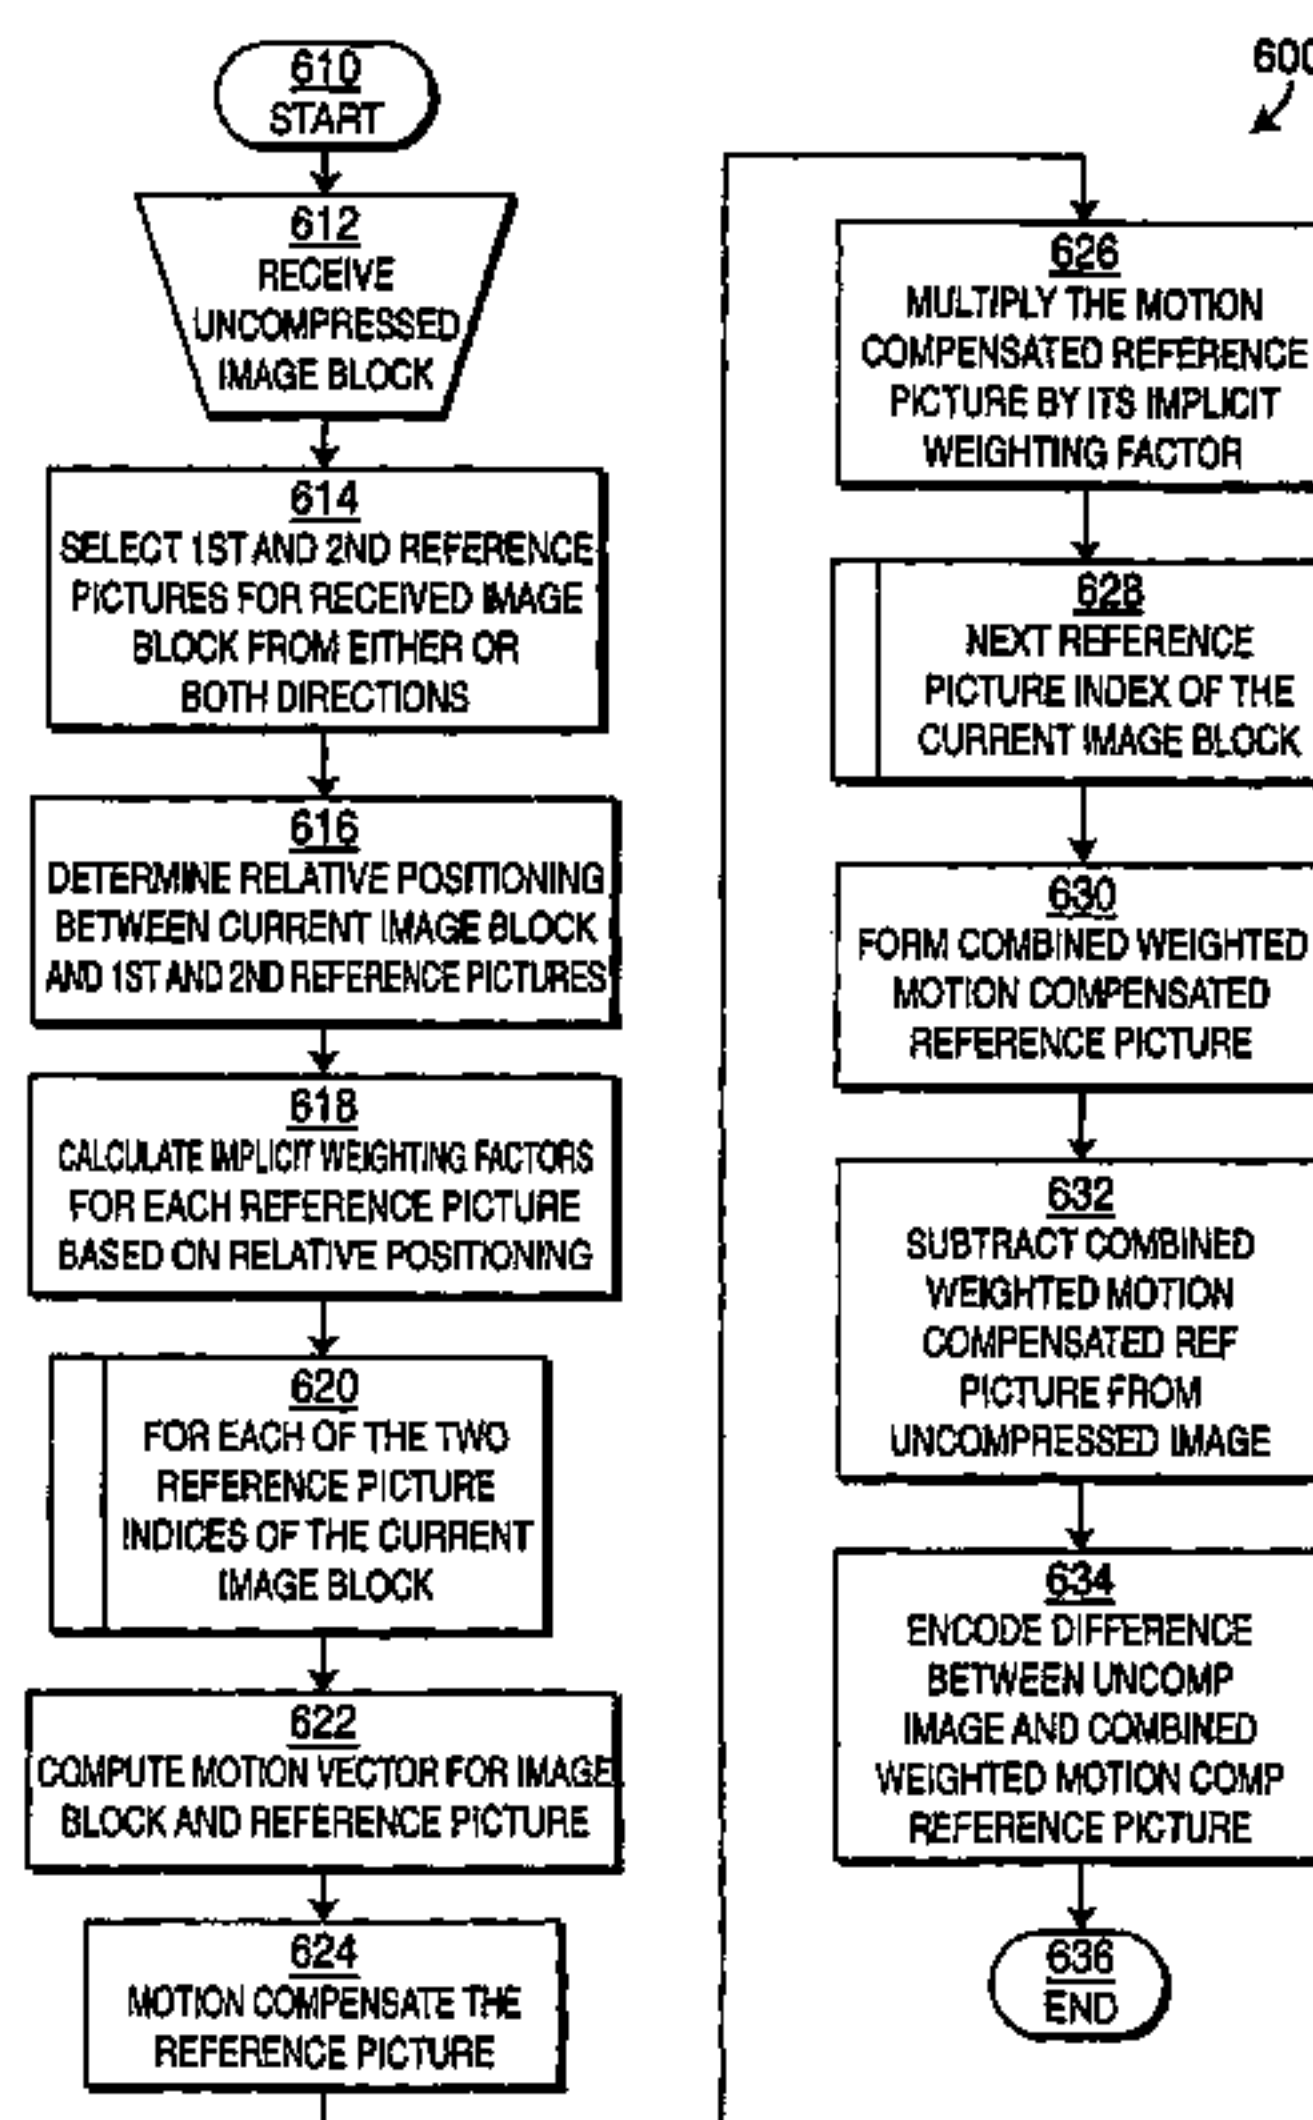 610
START
612
RECEIVE
UNCOMPRESSED
IMAGE BLOCK
614
SELECT 1ST AND 2ND REFERENCE
PICTURES FOR RECEIVED IMAGE
BLOCK FROM EITHER OR
BOTH DIRECTIONS
616
DETERMINE RELATIVE POSITIONING
BETWEEN CURRENT IMAGE BLOCK
AND 1ST AND 2ND REFERENCE PICTURES
618
CALCULATE IMPLICIT WEIGHTING FACTORS
FOR EACH REFERENCE PICTURE
BASED ON RELATIVE POSITIONING
620
FOR EACH OF THE TWO
REFERENCE PICTURE
INDICES OF THE CURRENT
IMAGE BLOCK
622
COMPUTE MOTION VECTOR FOR IMAGE
BLOCK AND REFERENCE PICTURE
624
MOTION COMPENSATE THE
REFERENCE PICTURE
600
626
MULTIPLY THE MOTION
COMPENSATED REFERENCE
PICTURE BY ITS IMPLICIT
WEIGHTING FACTOR
628
NEXT REFERENCE
PICTURE INDEX OF THE
CURRENT IMAGE BLOCK
630
FORM COMBINED WEIGHTED
MOTION COMPENSATED
REFERENCE PICTURE
632
SUBTRACT COMBINED
WEIGHTED MOTION
COMPENSATED REF
PICTURE FROM
UNCOMPRESSED IMAGE
634
ENCODE DIFFERENCE
BETWEEN UNCOMP
IMAGE AND COMBINED
WEIGHTED MOTION COMP
REFERENCE PICTURE
636
END